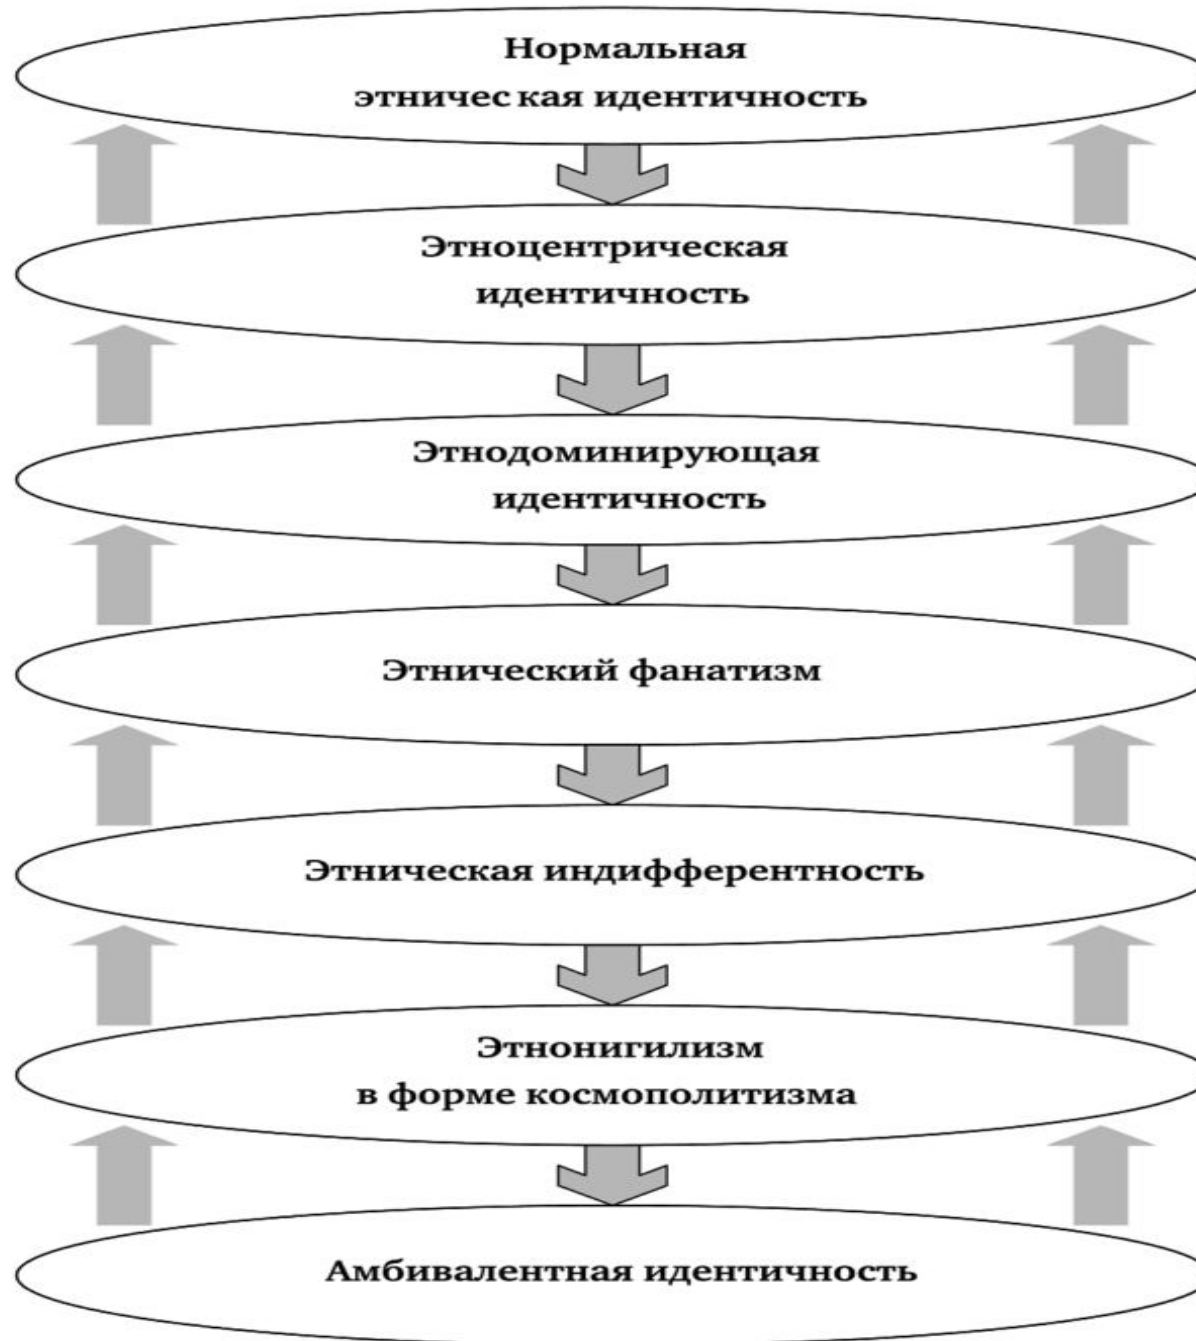 Нормальная
этничес кая идентичность
Этноцентрическая
идентичность
Этнодоминирующая
идентичность
Этнический фанатизм
Этническая индифферентность
Этнонигилизм
в форме космополитизма
Амбивалентная идентичность